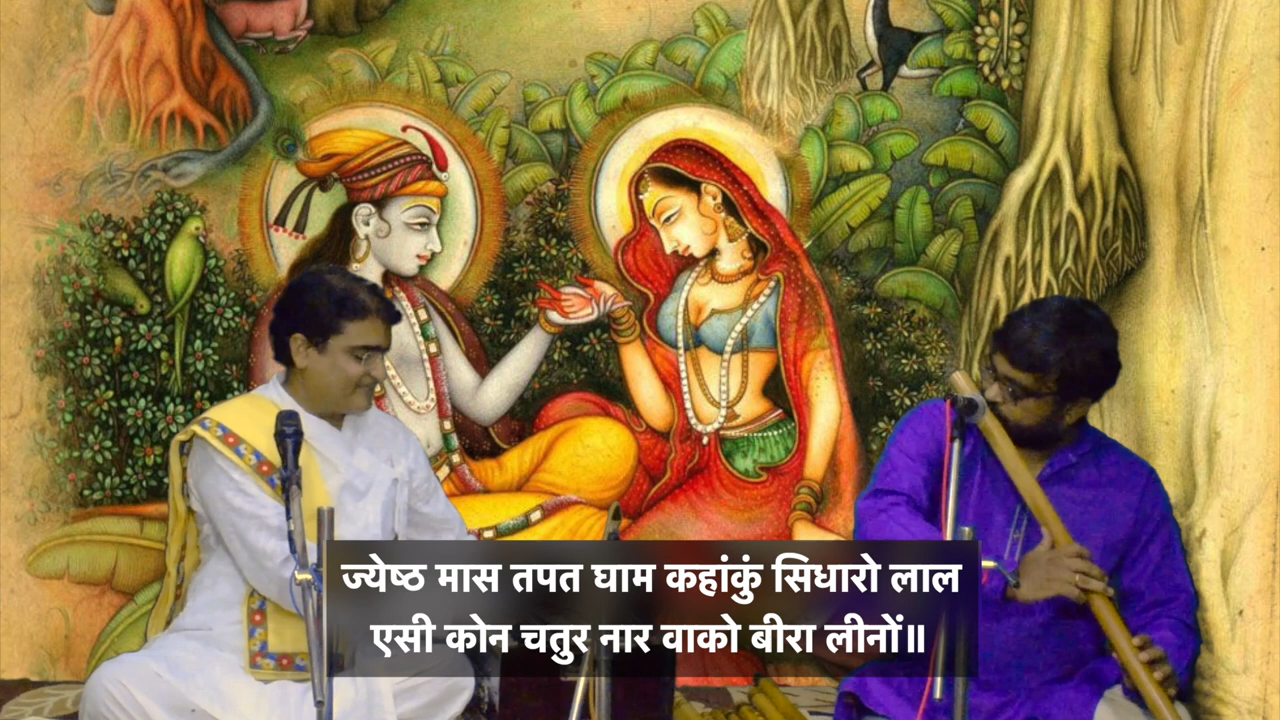 ज्येष्ठ मास तपत घाम कहांकुं सिधारो लाल
एसी कोन चतुर नार वाको बीरा लीनों॥